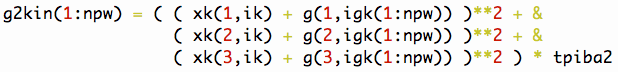 g2kin(1:npw) = ( ( xk(1,ik) + g(1,igk(1:npw)) )**2 + &
( xk(2,ik) + g(2,igk(1:npw)) )**2 + &
( xk(3,ik) + g(3,igk(1:npw)) )**2 ) * tpiba2